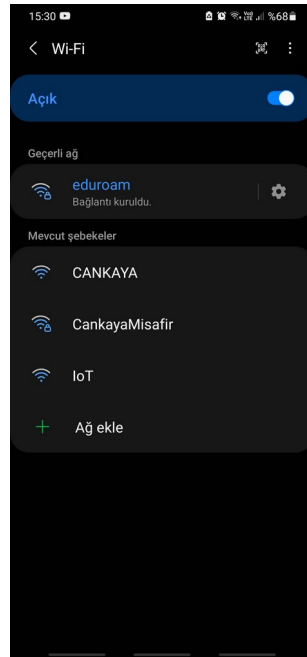 15:30 %68
Wi-Fi
Açık
Geçerli ağ
eduroam
Bağlantı kuruldu.
Mevcut şebekeler
CANKAYA
CankayaMisafir
IoT
Ağ ekle